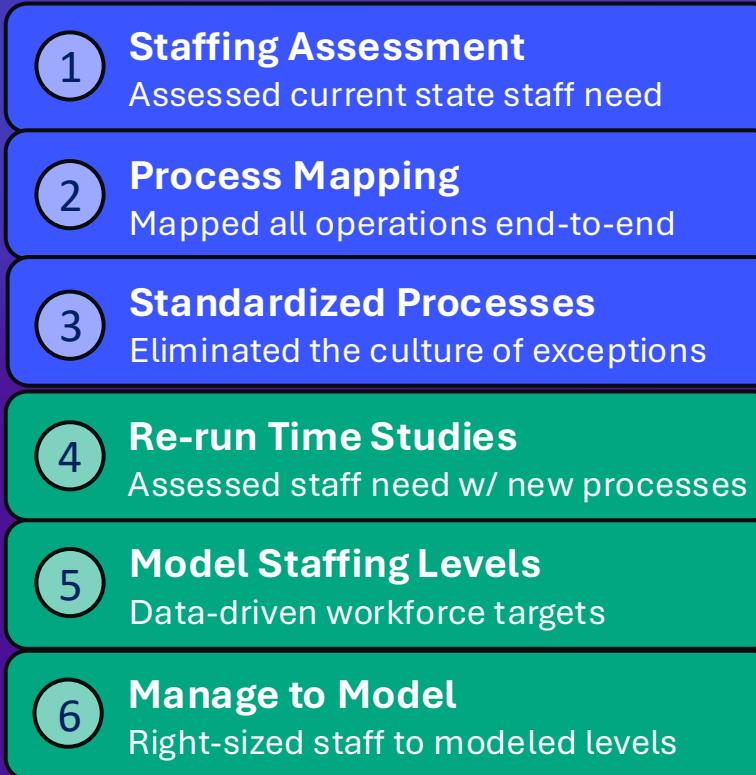 1
Staffing Assessment
Assessed current state staff need
2
Process Mapping
Mapped all operations end-to-end
3
Standardized Processes
Eliminated the culture of exceptions
4
Re-run Time Studies
Assessed staff need w/ new processes
5
Model Staffing Levels
Data-driven workforce targets
6
Manage to Model
Right-sized staff to modeled levels